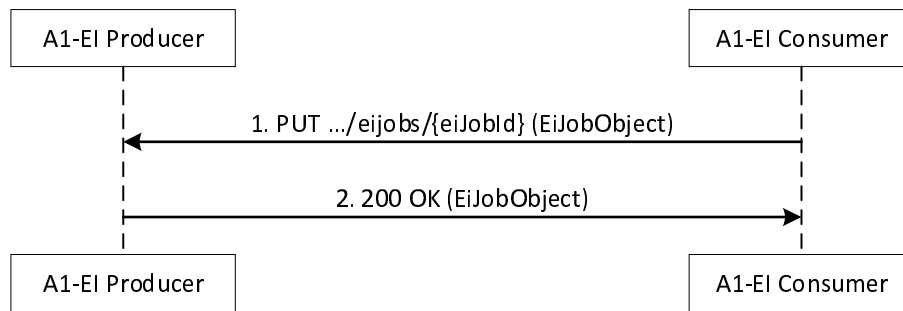 A1-EI Producer
A1-EI Consumer
1. PUT .../eijobs/{eiJobId} (EiJobObject)
2. 200 OK (EiJobObject)
A1-EI Producer
A1-EI Consumer